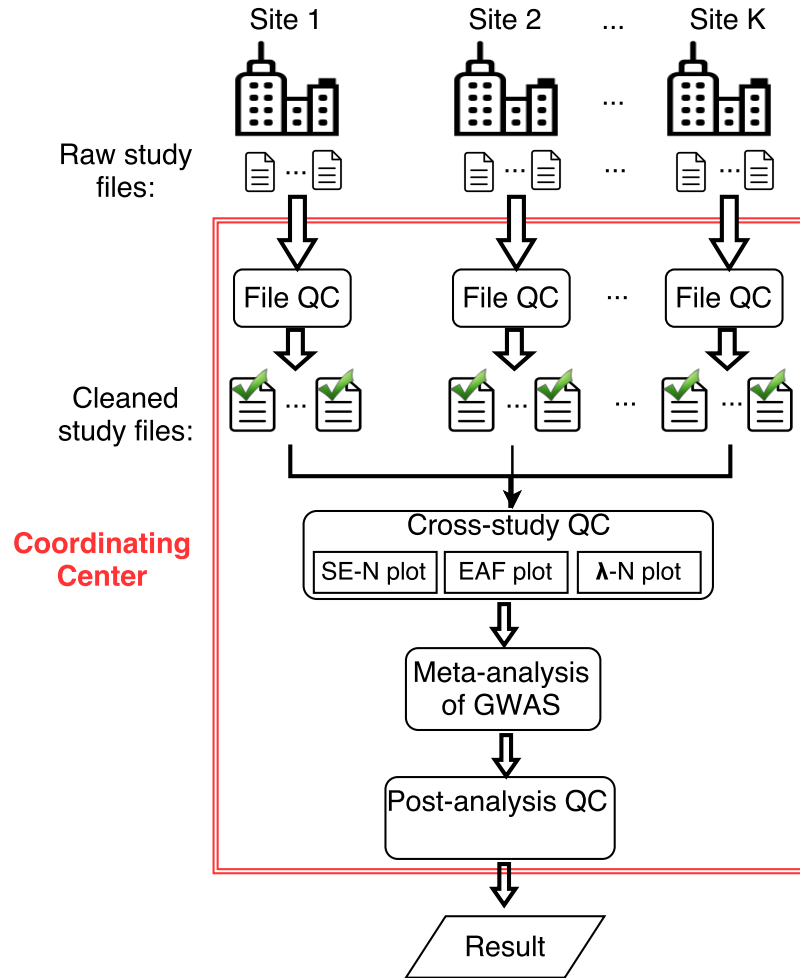 Site 1 Site 2 ... Site K
...
Raw study
files:
... ... ... ...
File QC File QC ... File QC
Cleaned
study files:
... ... ... ...
Cross-study QC
Coordinating
Center
SE-N plot EAF plot λ-N plot
Meta-analysis
of GWAS
Post-analysis QC
Result